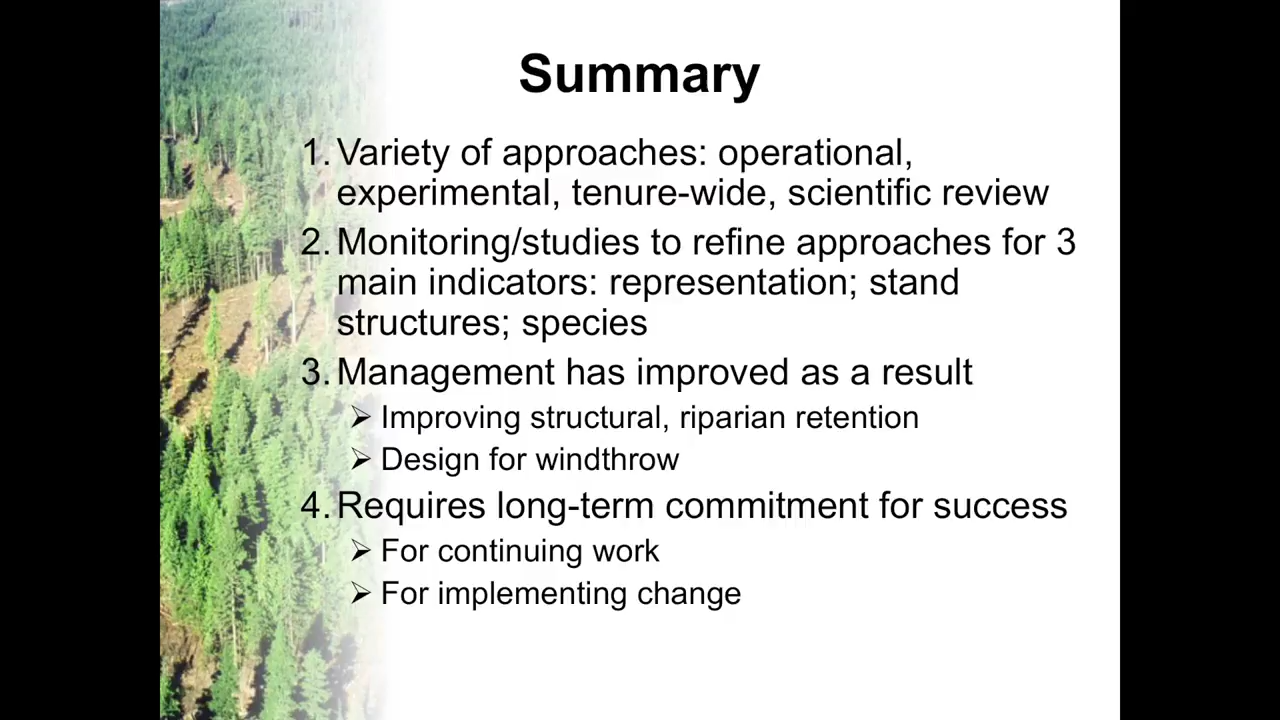 Summary
1. Variety of approaches: operational,
experimental, tenure-wide, scientific review
2. Monitoring/studies to refine approaches for 3
main indicators: representation; stand
structures; species
3. Management has improved as a result
➢ Improving structural, riparian retention
➢ Design for windthrow
4. Requires long-term commitment for success
➢ For continuing work
➢ For implementing change